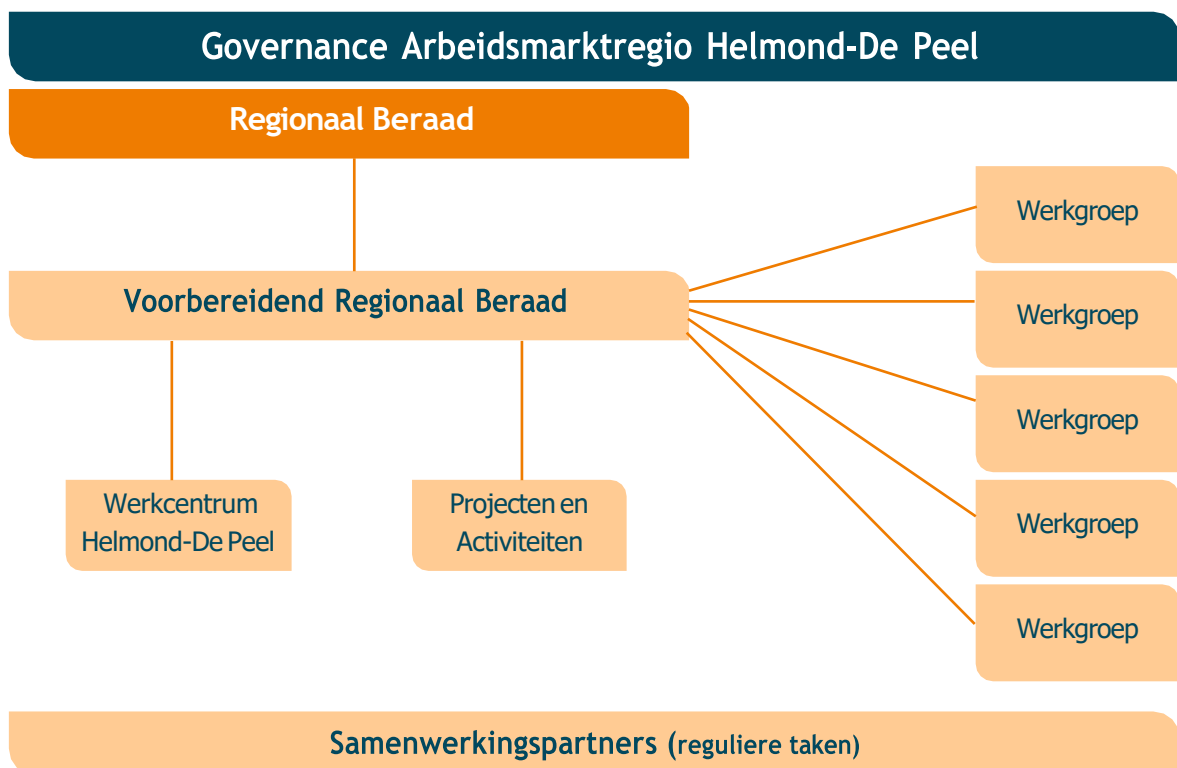 Governance Arbeidsmarktregio Helmond-De Peel
Regionaal Beraad
Werkgroep
Voorbereidend Regionaal Beraad
Werkgroep
Werkgroep
Werkcentrum
Helmond-De Peel
Projecten en
Activiteiten
Werkgroep
Werkgroep
Samenwerkingspartners (reguliere taken)